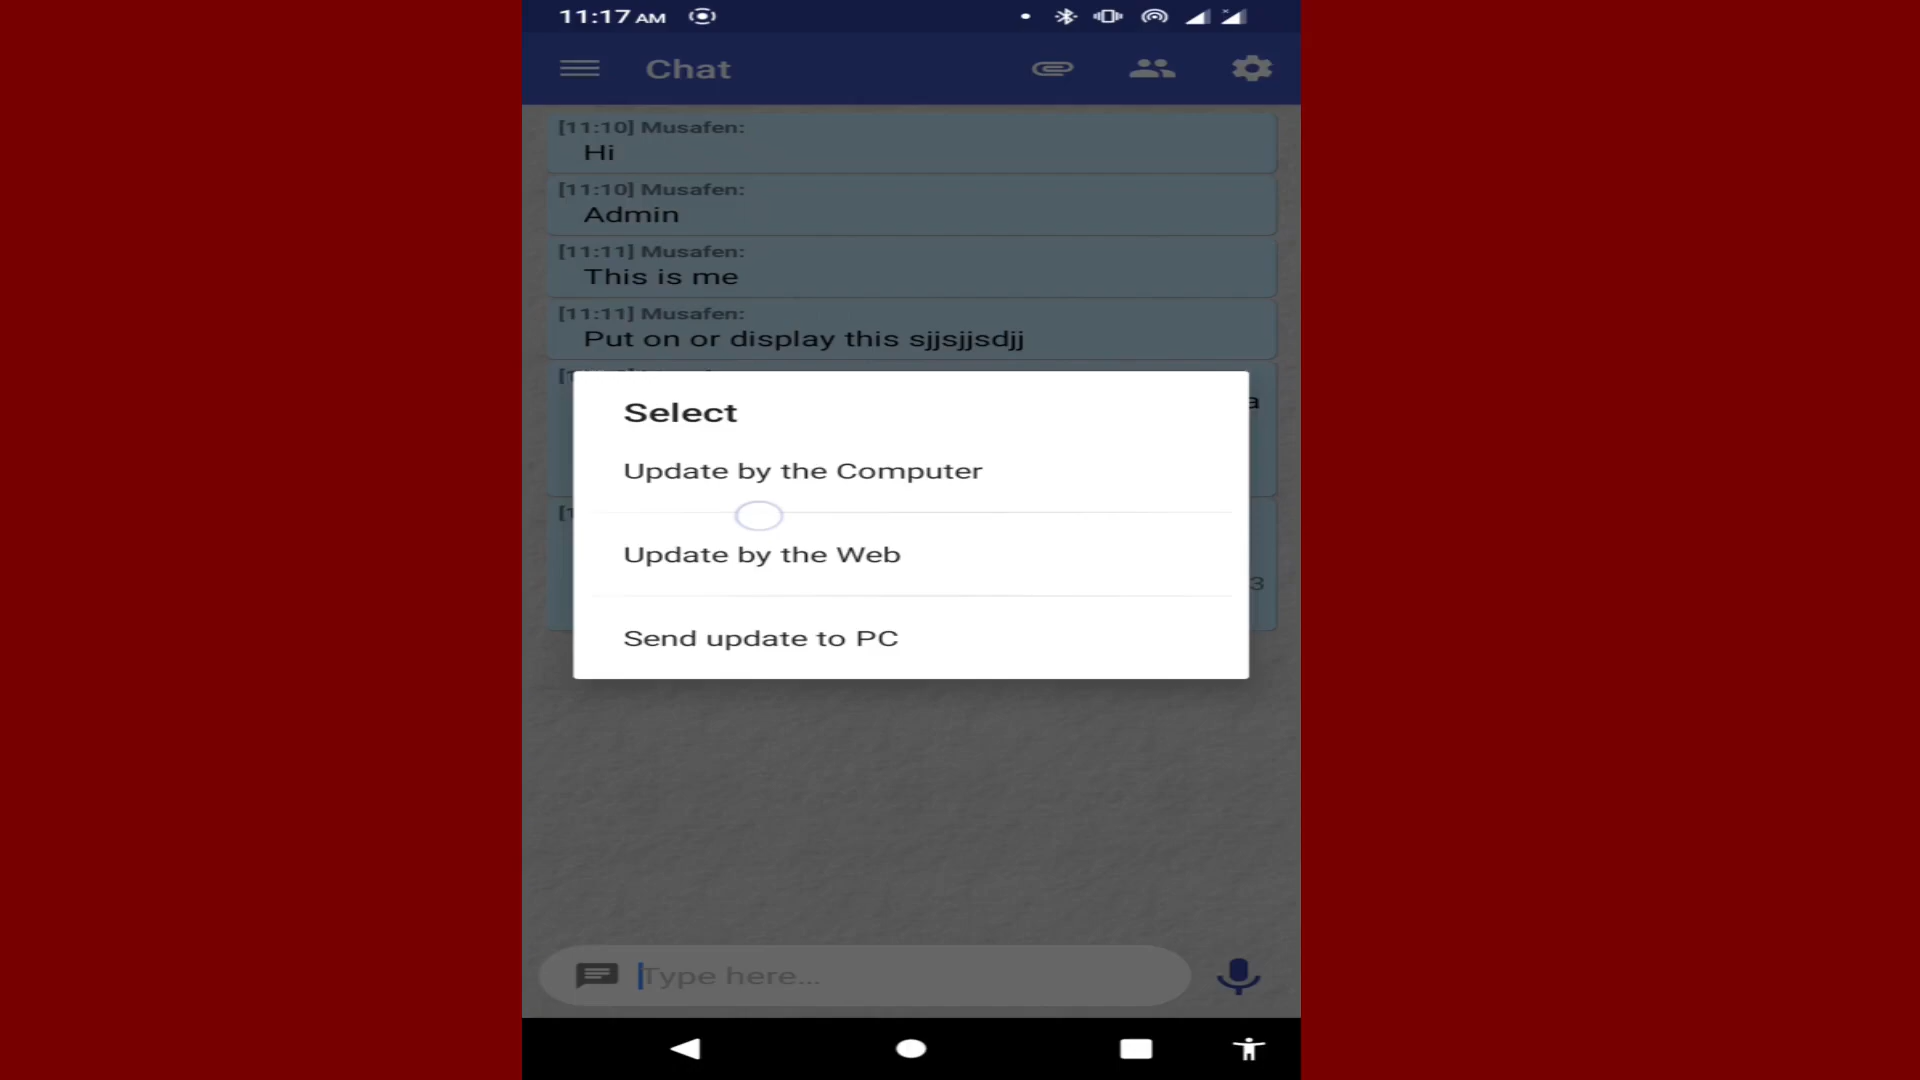 11:17 AM
Chat
[11:10] Musafen:
Hi
[11:10] Musafen:
Admin
[11:11] Musafen:
This is me
[11:11] Musafen:
Put on or display this sjjsjjsdjj
a
Select
Update by the Computer
Update by the Web
3
Send update to PC
Type here...